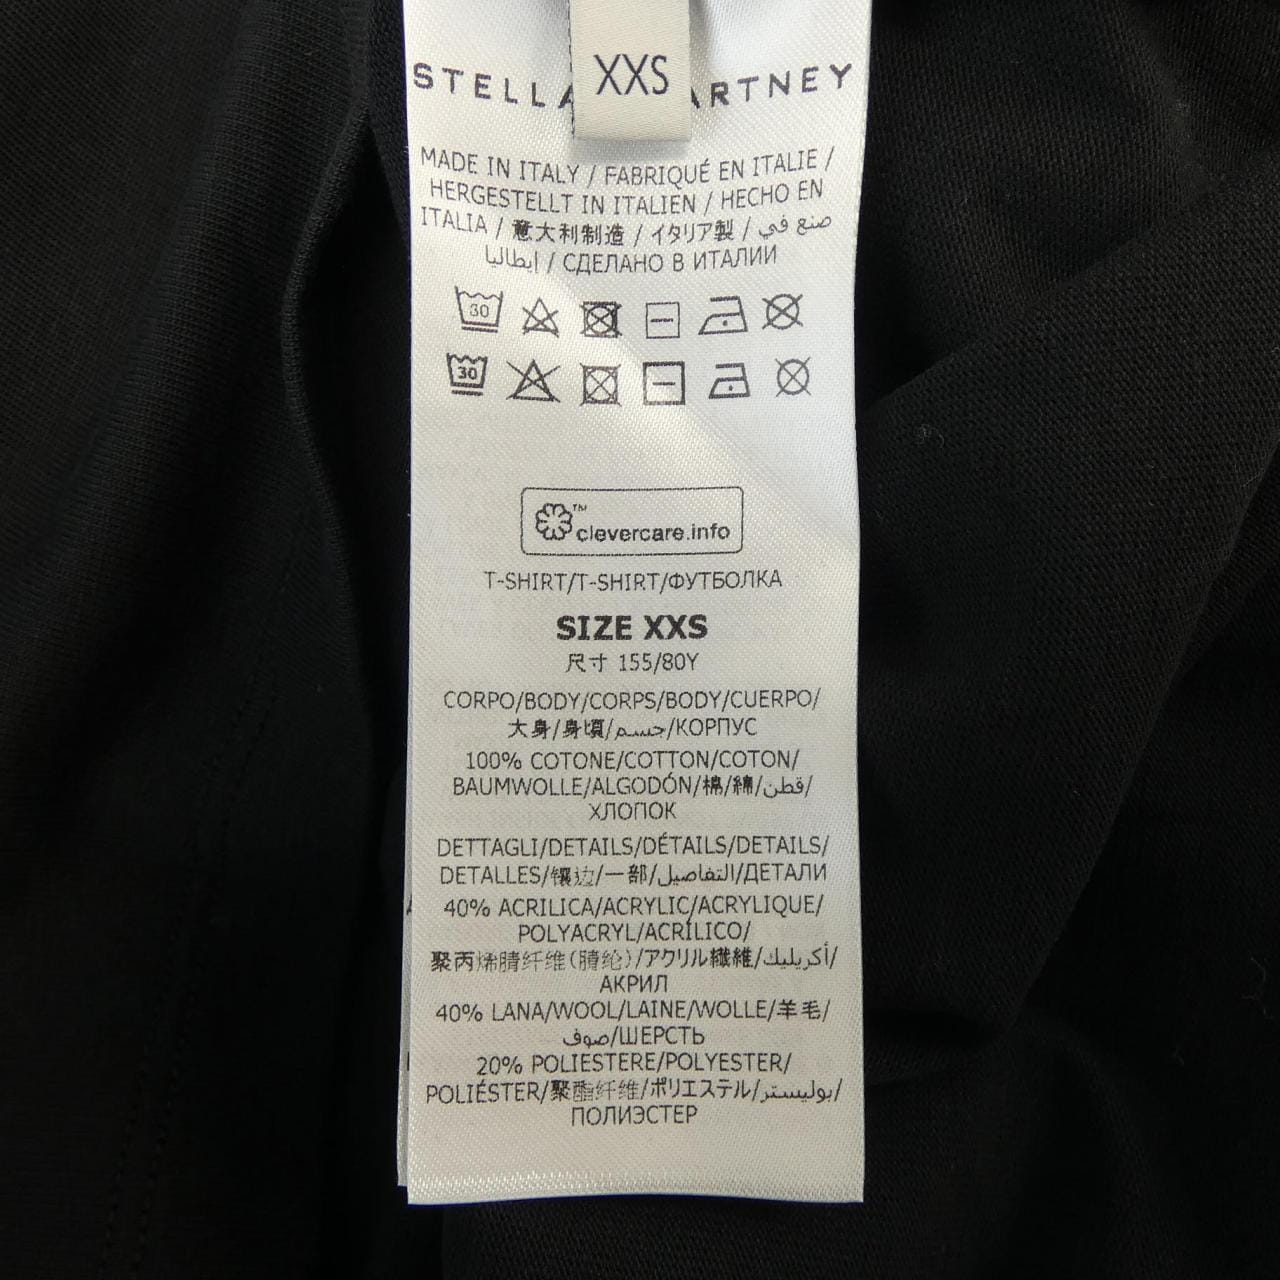 XXS
STELLA ARTNEY
MADE IN ITALY / FABRIQUÉ EN ITALIE /
HERGESTELLT IN ITALIEN / HECHO EN
ITALIA / 意大利制造 / イタリア製 / صنع في
إيطاليا / СДЕЛАНО В ИТАЛИИ
30
30
™
clevercare.info
T-SHIRT/T-SHIRT/ФУТБОЛКА
SIZE XXS
尺寸 155/80Y
CORPO/BODY/CORPS/BODY/CUERPO/
大身/身頃/جسم/КОРПУС
100% COTONE/COTTON/COTON/
BAUMWOLLE/ALGODÓN/棉/綿/قطن/
ХЛОПОК
DETTAGLI/DETAILS/DÉTAILS/DETAILS/
DETALLES/镶边/一部/التفاصيل/ДЕТАЛИ
40% ACRILICA/ACRYLIC/ACRYLIQUE/
POLYACRYL/ACRÍLICO/
聚丙烯腈纤维(腈纶)/アクリル繊維/أكريليك/
АКРИЛ
40% LANA/WOOL/LAINE/WOLLE/羊毛/
صوف/ШЕРСТЬ
20% POLIESTERE/POLYESTER/
POLIÉSTER/聚酯纤维/ポリエステル/بوليستر/
ПОЛИЭСТЕР